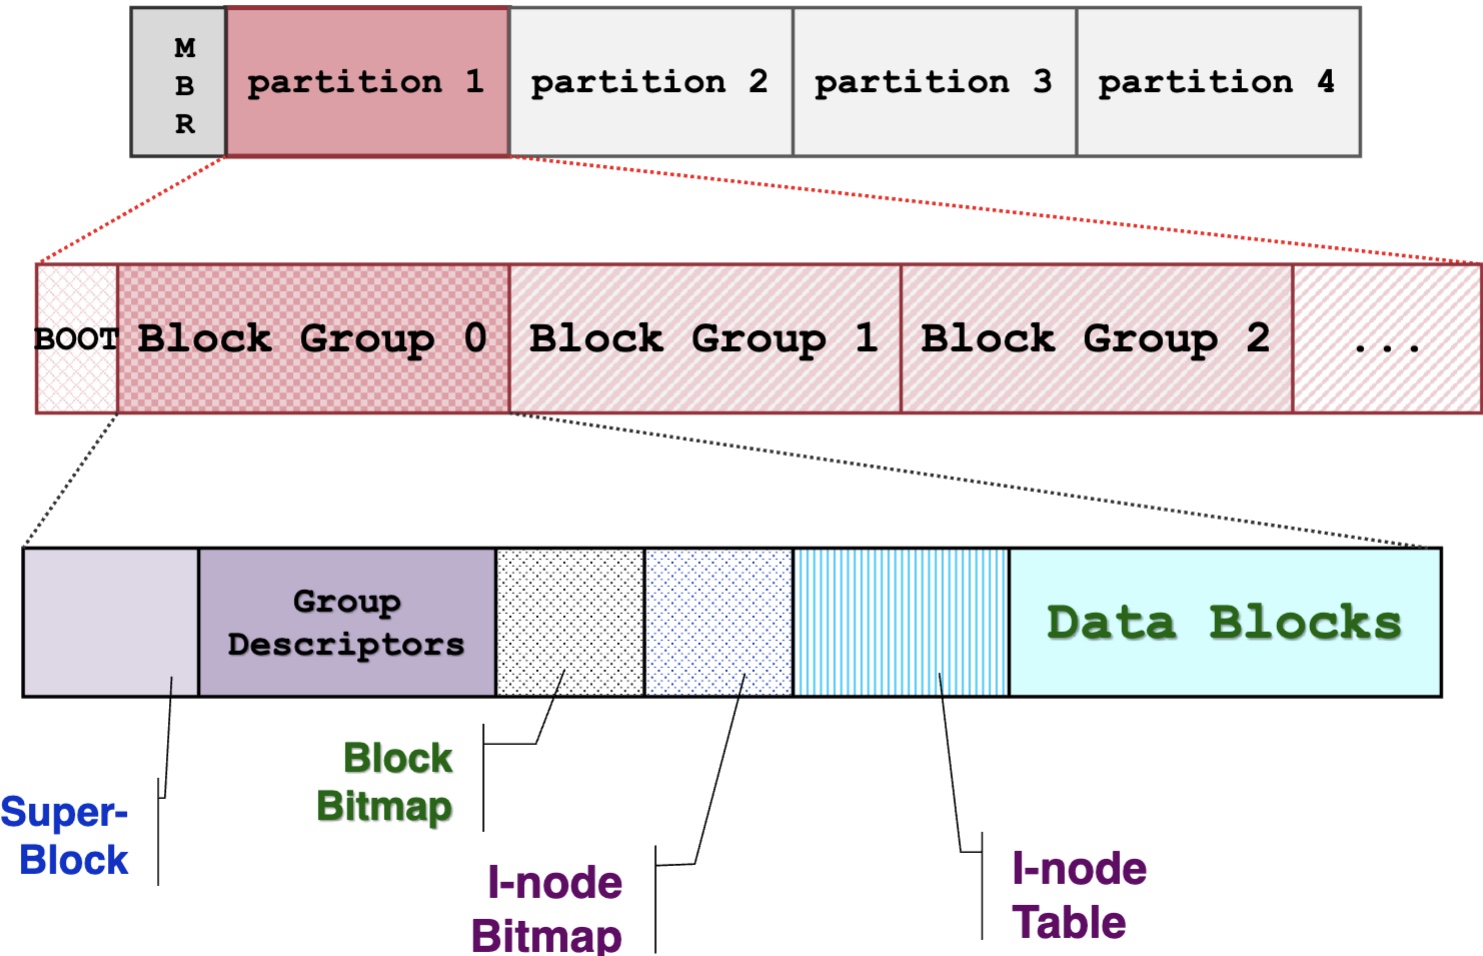 M
B
R
partition 1
partition 2
partition 3
partition 4
BOOT
Block Group 0
Block Group 1
Block Group 2
...
Group
Descriptors
Data Blocks
Super-
Block
Block
Bitmap
I-node
Bitmap
I-node
Table